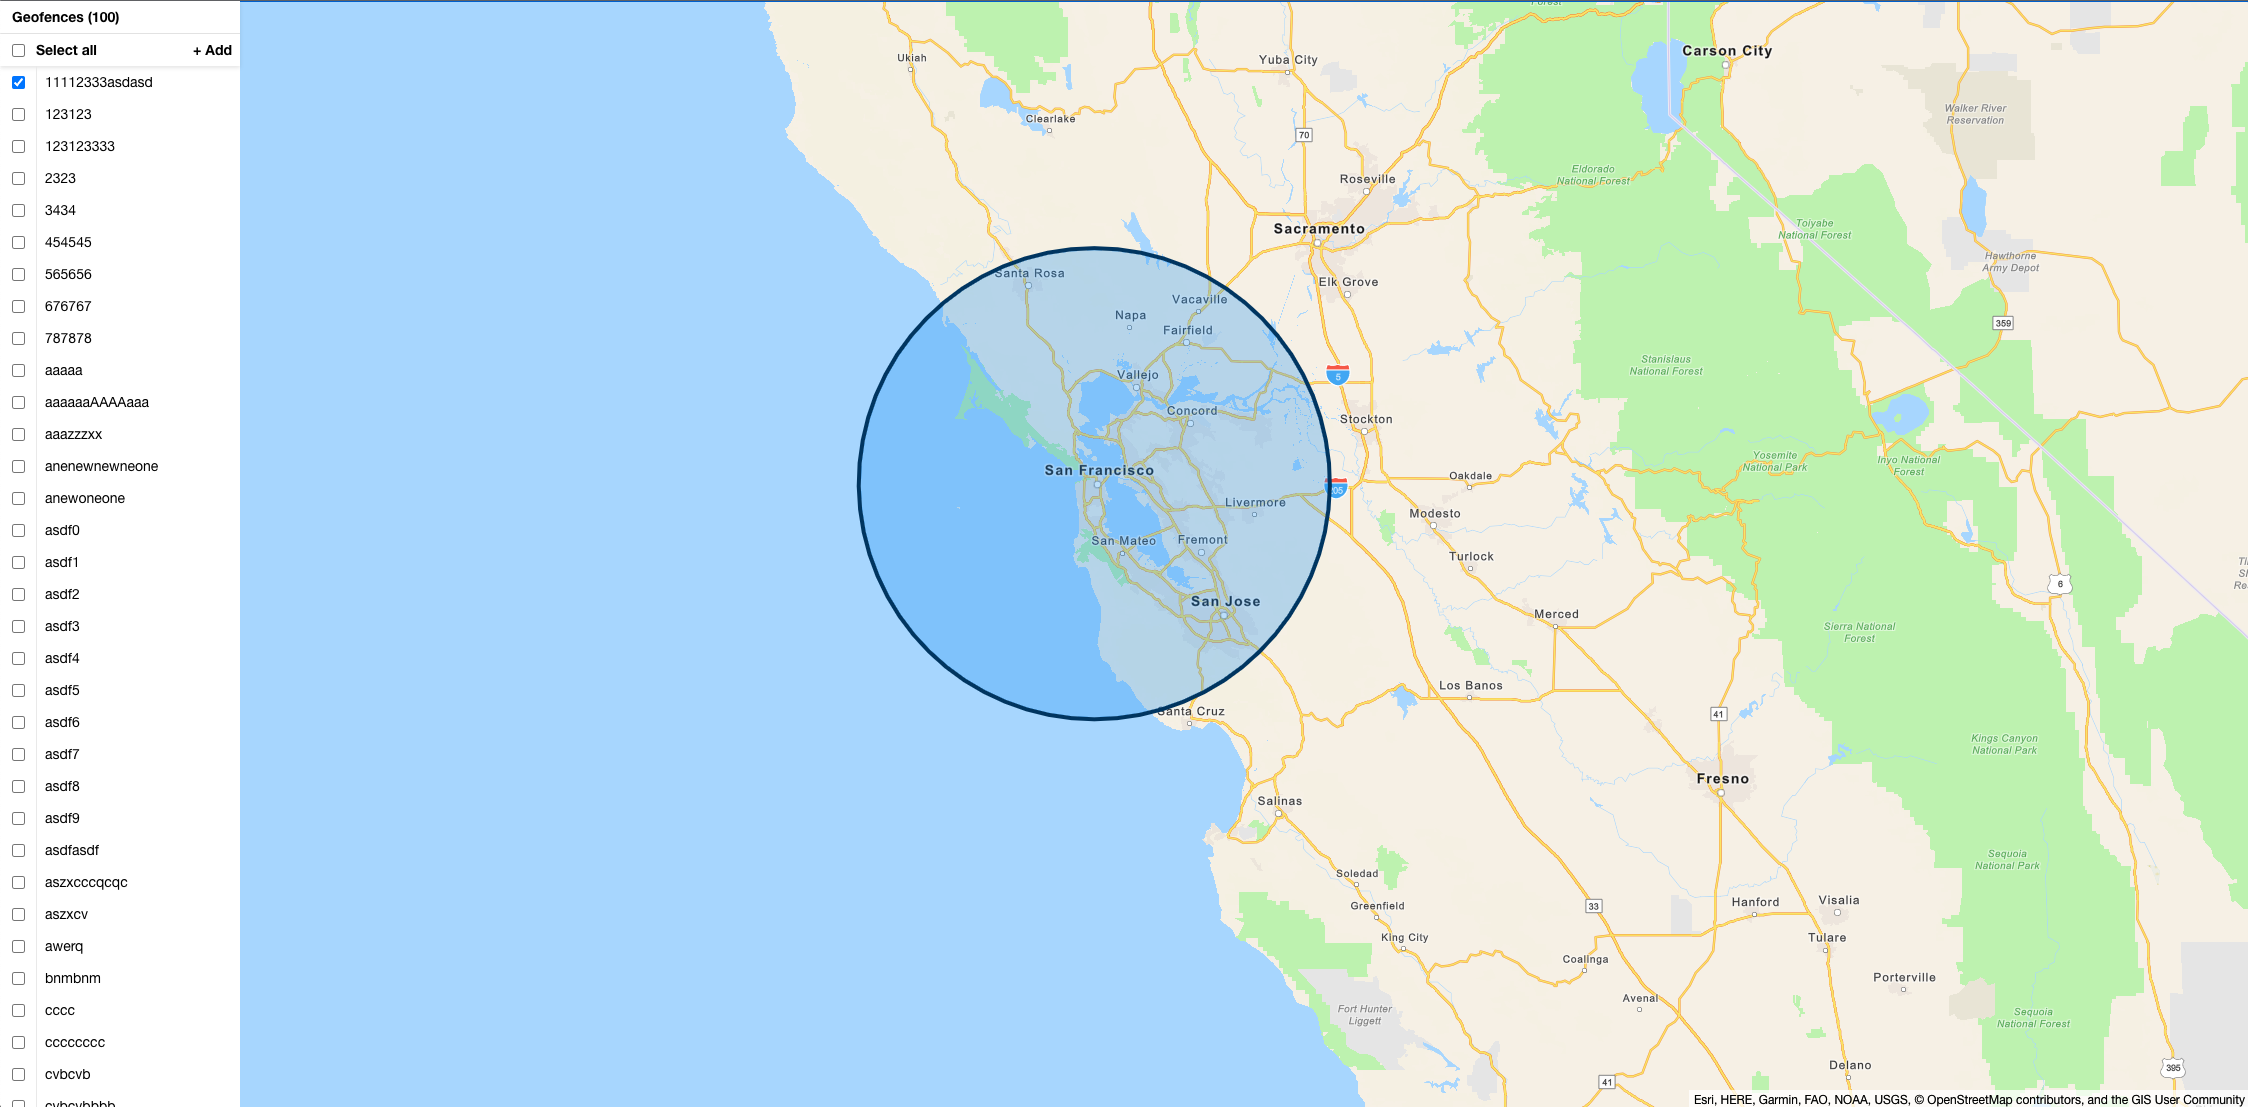 Geofences (100)
Select all
+ Add
11112333asdasd
123123
123123333
2323
3434
454545
565656
676767
787878
aaaaa
aaaaaaAAAAaaa
aaazzzxx
anenewnewneone
anewoneone
asdf0
asdf1
asdf2
asdf3
asdf4
asdf5
asdf6
asdf7
asdf8
asdf9
asdfasdf
aszxcccqcqc
aszxcv
awerq
bnmbnm
cccc
cccccccc
cvbcvb
Forest
Ukiah
Yuba City
Carson City
Clearlake
70
Walker River
Reservation
Roseville
Eldorado
National Forest
Sacramento
Toiyabe
National Forest
Santa Rosa
Elk Grove
Hawthorne
Army Depot
Vacaville
Napa
Fairfield
359
Vallejo
5
Stanislaus
National Forest
Concord
Stockton
San Francisco
Oakdale
Yosemite
National Park
Inyo National
Forest
205
Livermore
Modesto
San Mateo
Fremont
Turlock
6
San Jose
Merced
Sierra National
Forest
Los Banos
Santa Cruz
41
Kings Canyon
National Park
Fresno
Salinas
Sequoia
National Park
Soledad
Greenfield
33
Hanford
Visalia
King City
Tulare
Coalinga
Porterville
Avenal
Fort Hunter
Liggett
Sequoia
National Forest
Delano
395
41
Esri, HERE, Garmin, FAO, NOAA, USGS, © OpenStreetMap contributors, and the GIS User Community